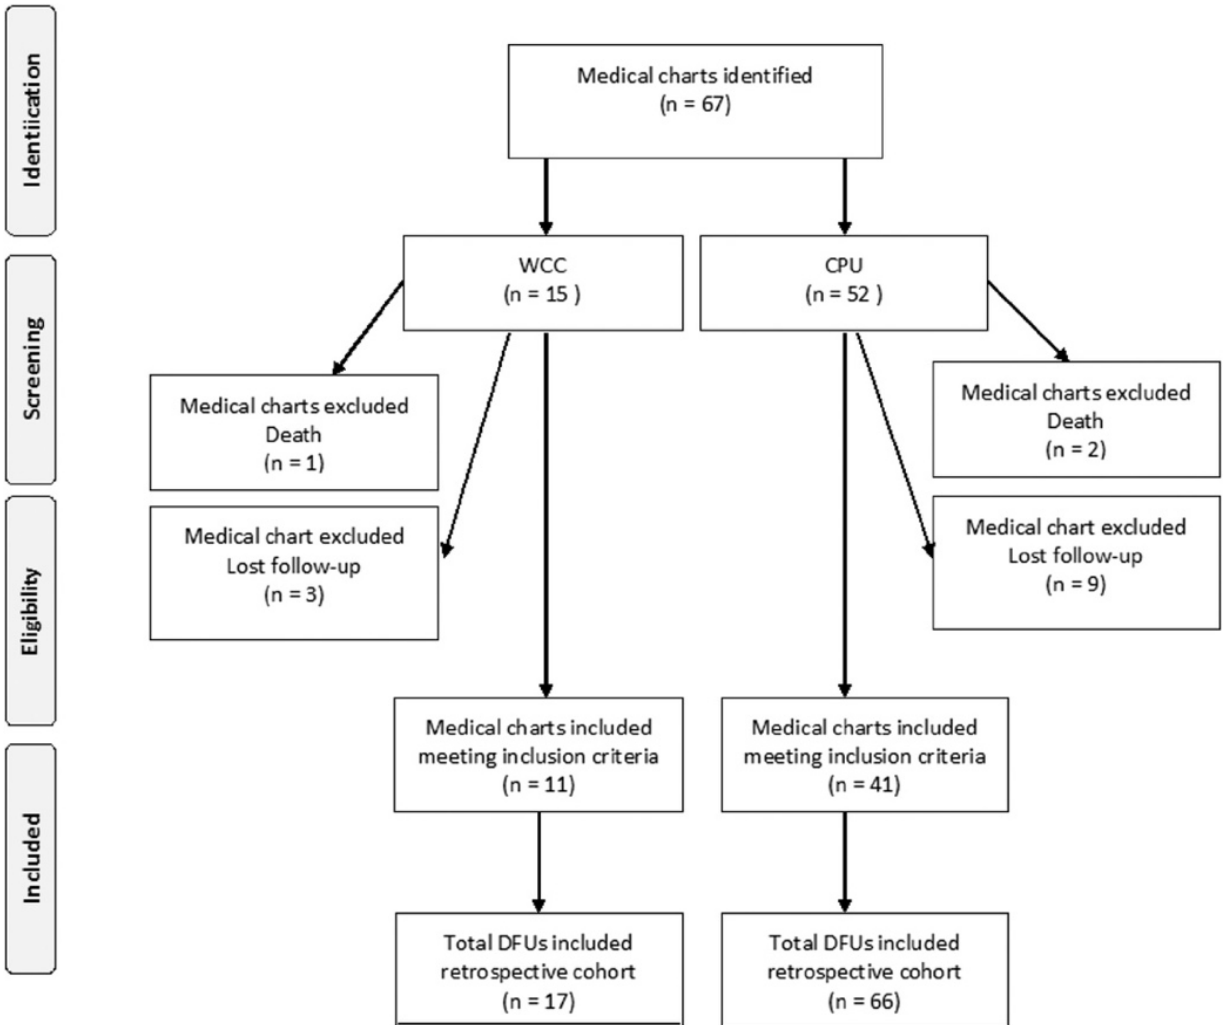 Identiication
Medical charts identified
(n = 67)
Screening
WCC
(n = 15 )
CPU
(n = 52 )
Medical charts excluded
Death
(n = 1)
Medical charts excluded
Death
(n = 2)
Eligibility
Medical chart excluded
Lost follow-up
(n = 3)
Medical chart excluded
Lost follow-up
(n = 9)
Medical charts included
meeting inclusion criteria
(n = 11)
Medical charts included
meeting inclusion criteria
(n = 41)
Included
Total DFUs included
retrospective cohort
(n = 17)
Total DFUs included
retrospective cohort
(n = 66)